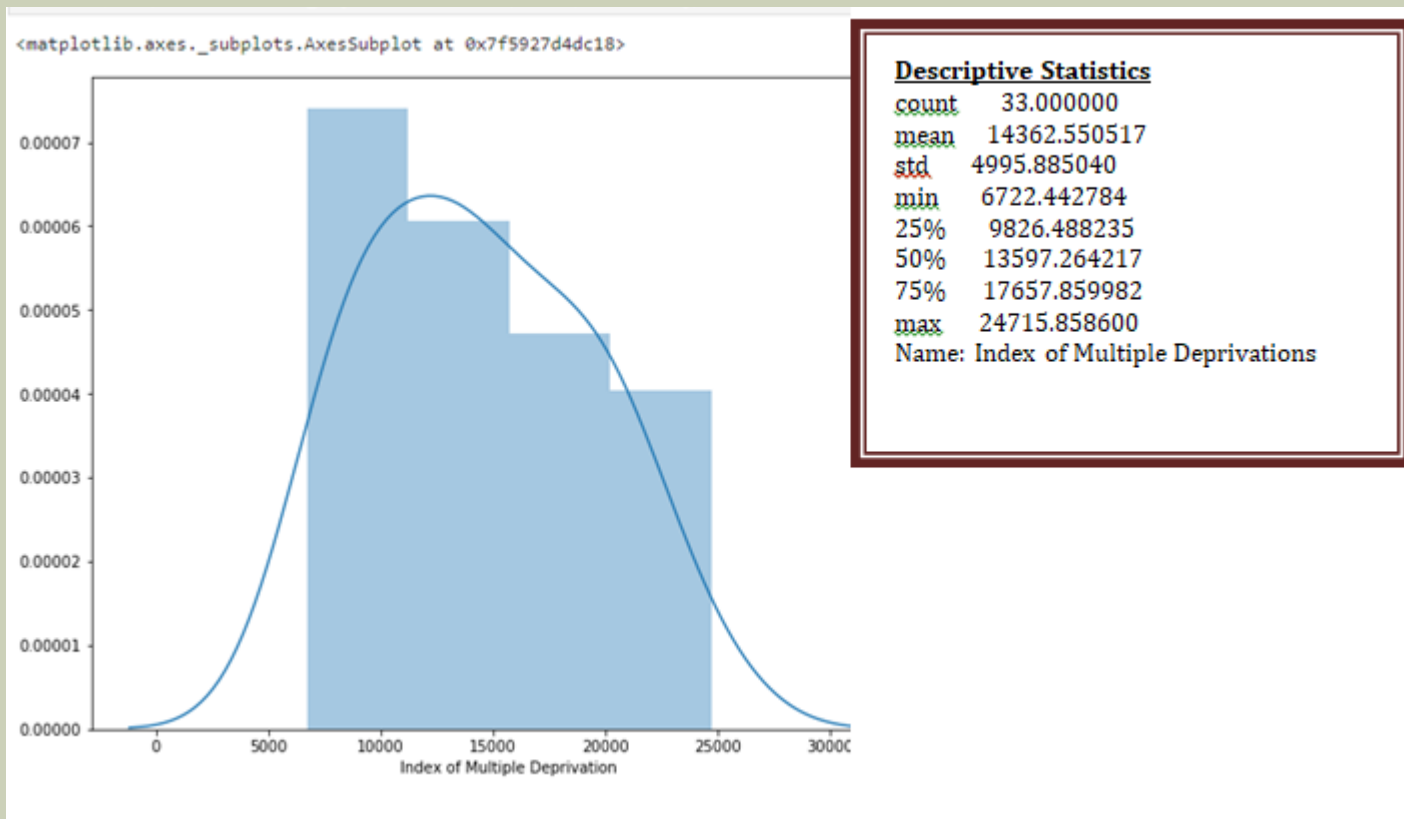 <matplotlib.axes._subplots.AxesSubplot at 0x7f5927d4dc18>
0.00007
0.00006
0.00005
0.00004
0.00003
0.00002
0.00001
0.00000
0 5000 10000 15000 20000 25000 30000
Index of Multiple Deprivation
Descriptive Statistics
count 33.000000
mean 14362.550517
std 4995.885040
min 6722.442784
25% 9826.488235
50% 13597.264217
75% 17657.859982
max 24715.858600
Name: Index of Multiple Deprivations